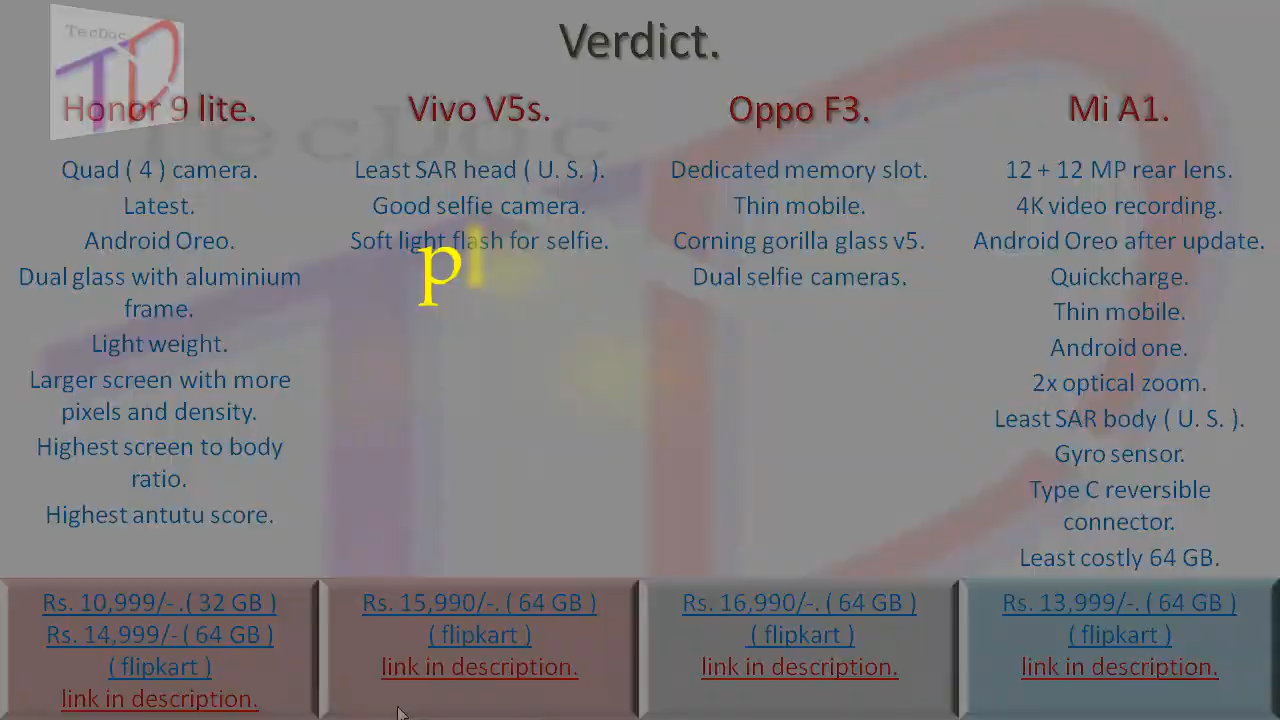 TecDoc
Verdict.
Honor 9 lite.
Quad ( 4 ) camera.
Latest.
Android Oreo.
Dual glass with aluminium
frame.
Light weight.
Larger screen with more
pixels and density.
Highest screen to body
ratio.
Highest antutu score.
Rs. 10,999/- .( 32 GB )
Rs. 14,999/- ( 64 GB )
( flipkart )
link in description.
Vivo V5s.
Least SAR head ( U. S. ).
Good selfie camera.
Soft light flash for selfie.
Rs. 15,990/-. ( 64 GB )
( flipkart )
link in description.
Oppo F3.
Dedicated memory slot.
Thin mobile.
Corning gorilla glass v5.
Dual selfie cameras.
Rs. 16,990/-. ( 64 GB )
( flipkart )
link in description.
Mi A1.
12 + 12 MP rear lens.
4K video recording.
Android Oreo after update.
Quickcharge.
Thin mobile.
Android one.
2x optical zoom.
Least SAR body ( U. S. ).
Gyro sensor.
Type C reversible
connector.
Least costly 64 GB.
Rs. 13,999/-. ( 64 GB )
( flipkart )
link in description.
TecDoc
pl